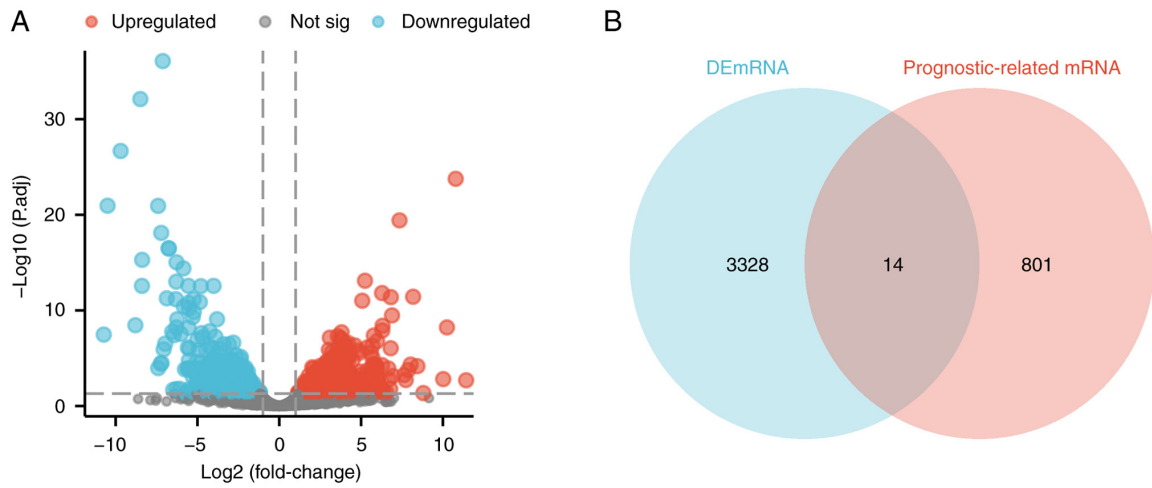 A
Upregulated Not sig Downregulated
−Log10 (P.adj)
30
20
10
0
−10 −5 0 5 10
Log2 (fold-change)
B
DEmRNA Prognostic-related mRNA
3328 14 801